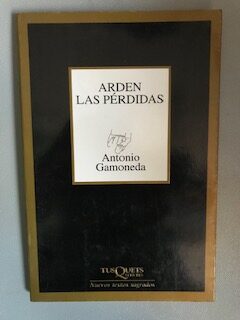 ARDEN
LAS PÉRDIDAS
Antonio
Gamoneda
TUSQUETS
EDITORES
Nuevos textos sagrados